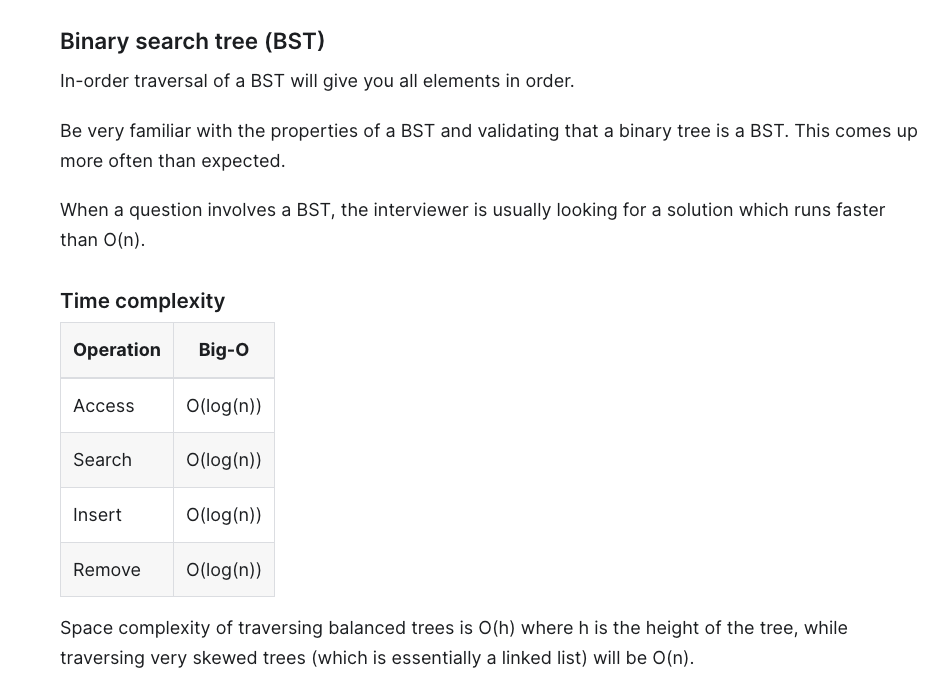 Binary search tree (BST)
In-order traversal of a BST will give you all elements in order.
Be very familiar with the properties of a BST and validating that a binary tree is a BST. This comes up
more often than expected.
When a question involves a BST, the interviewer is usually looking for a solution which runs faster
than O(n).
Time complexity
Operation Big-O
Access O(log(n))
Search O(log(n))
Insert O(log(n))
Remove O(log(n))
Space complexity of traversing balanced trees is O(h) where h is the height of the tree, while
traversing very skewed trees (which is essentially a linked list) will be O(n).